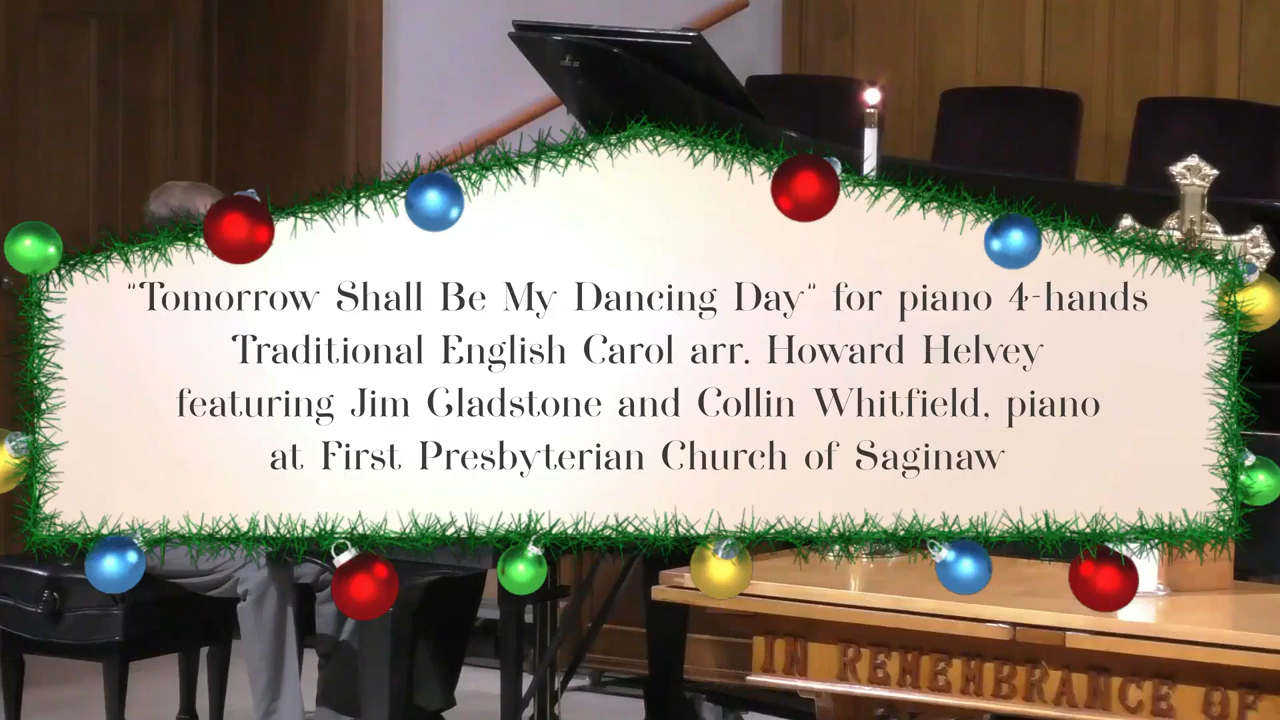 "Tomorrow Shall Be My Dancing Day" for piano 4-hands
Traditional English Carol arr. Howard Helvey
featuring Jim Gladstone and Collin Whitfield, piano
at First Presbyterian Church of Saginaw
IN REMEMBRANCE OF